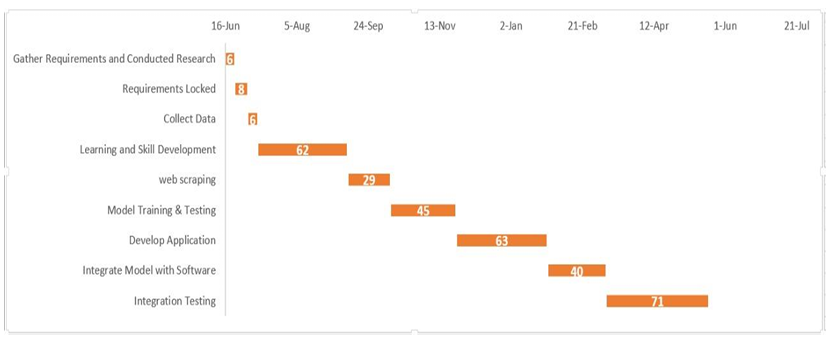 16-Jun 5-Aug 24-Sep 13-Nov 2-Jan 21-Feb 12-Apr 1-Jun 21-Jul
Gather Requirements and Conducted Research 6
Requirements Locked 8
Collect Data 6
Learning and Skill Development 62
web scraping 29
Model Training & Testing 45
Develop Application 63
Integrate Model with Software 40
Integration Testing 71